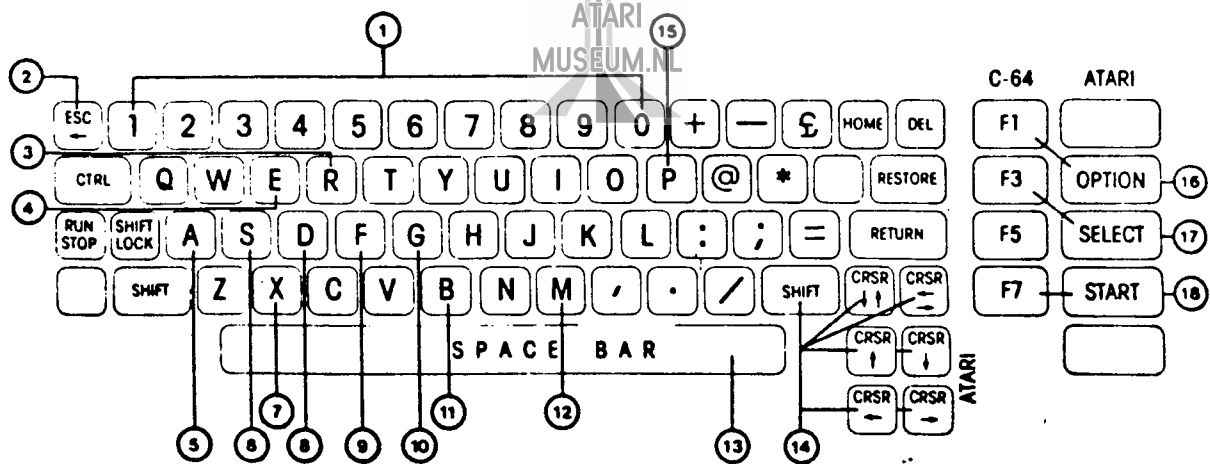 ATARI
MUSEUM.NL
1 15
2 C-64 ATARI
ESC ← 1 2 3 4 5 6 7 8 9 0 + — £ HOME DEL F1
3
CTRL Q W E R T Y U I O P @ * RESTORE F3 OPTION 16
4
RUN STOP SHIFT LOCK A S D F G H J K L : ; = RETURN F5 SELECT 17
SHIFT Z X C V B N M , . / SHIFT CRSR ↓↑ CRSR ←→ F7 START 18
SPACE BAR CRSR ↑ CRSR ↓
ATARI
CRSR ← CRSR →
7 11 12
5 6 8 9 10 13 14